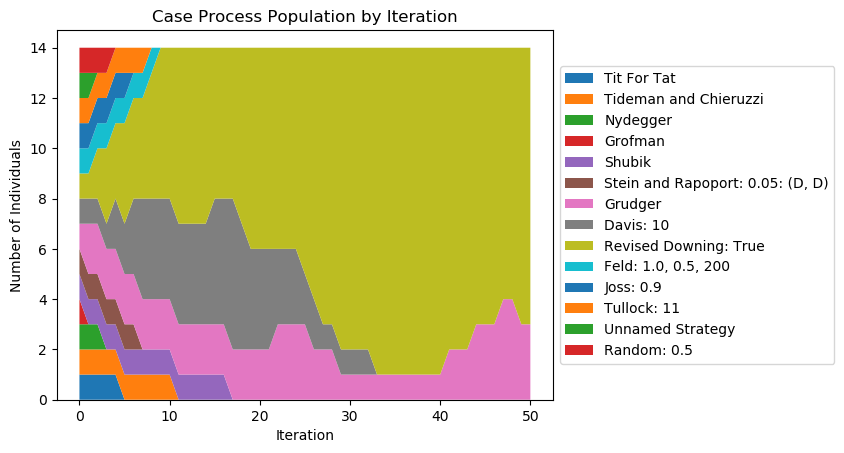 Case Process Population by Iteration
14
12
10
8
6
4
2
0
Number of Individuals
0 10 20 30 40 50
Iteration
Tit For Tat
Tideman and Chieruzzi
Nydegger
Grofman
Shubik
Stein and Rapoport: 0.05: (D, D)
Grudger
Davis: 10
Revised Downing: True
Feld: 1.0, 0.5, 200
Joss: 0.9
Tullock: 11
Unnamed Strategy
Random: 0.5